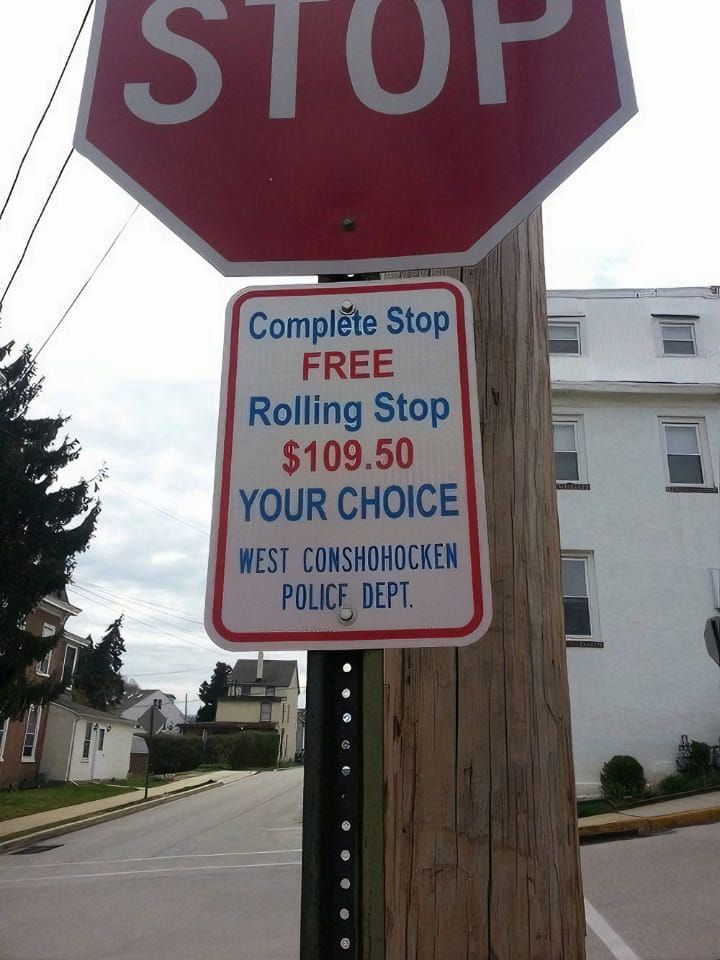 STOP
Complete Stop
FREE
Rolling Stop
$109.50
YOUR CHOICE
WEST CONSHOHOCKEN
POLICE DEPT.